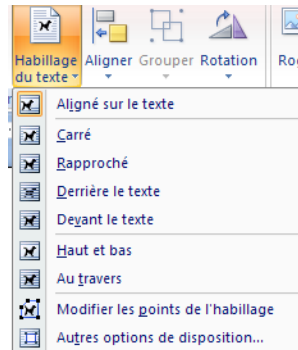 Habillage du texte Aligner Grouper Rotation Ro
Aligné sur le texte
Carré
Rapproché
Derrière le texte
Devant le texte
Haut et bas
Au travers
Modifier les points de l'habillage
Autres options de disposition...